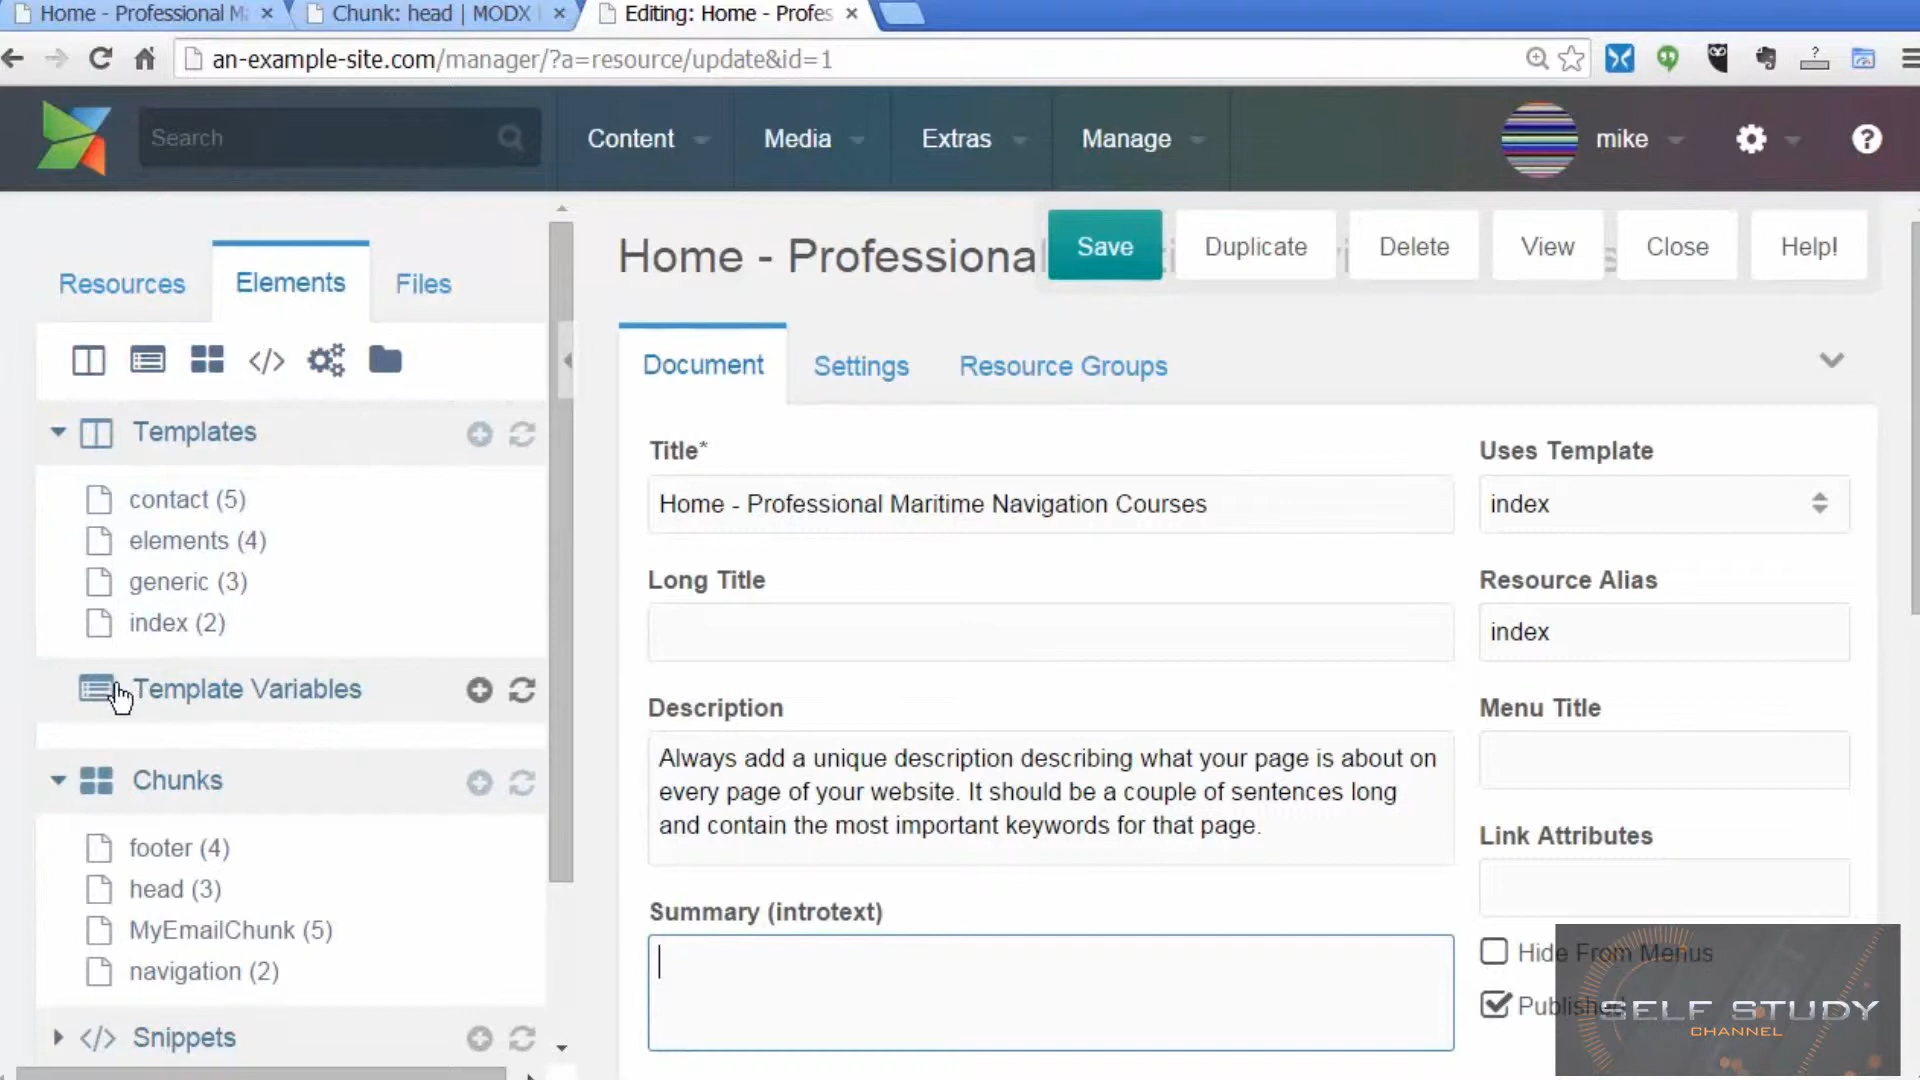 Home - Professional M
Chunk: head | MODX
Editing: Home - Profes
an-example-site.com/manager/?a=resource/update&id=1
Search
Content
Media
Extras
Manage
mike
Resources
Elements
Files
Home - Professiona
Save
Duplicate
Delete
View
Close
Help!
Document
Settings
Resource Groups
Templates
contact (5)
elements (4)
generic (3)
index (2)
Template Variables
Chunks
footer (4)
head (3)
MyEmailChunk (5)
navigation (2)
Snippets
Title*
Home - Professional Maritime Navigation Courses
Long Title
Description
Always add a unique description describing what your page is about on
every page of your website. It should be a couple of sentences long
and contain the most important keywords for that page.
Summary (introtext)
Uses Template
index
Resource Alias
index
Menu Title
Link Attributes
Hide From Menus
Published
SELF STUDY
CHANNEL